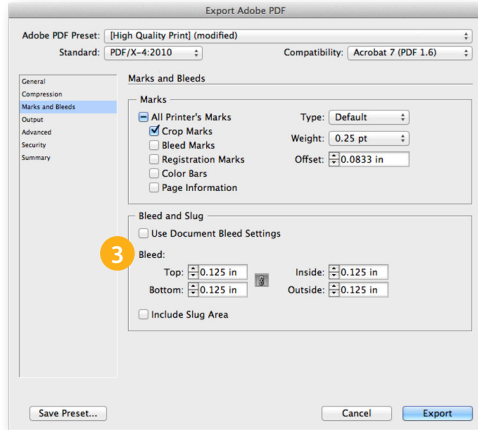 Export Adobe PDF
Adobe PDF Preset: [High Quality Print] (modified)
Standard: PDF/X-4:2010 Compatibility: Acrobat 7 (PDF 1.6)
General
Compression
Marks and Bleeds
Output
Advanced
Security
Summary
Marks and Bleeds
Marks
All Printer's Marks
Crop Marks
Bleed Marks
Registration Marks
Color Bars
Page Information
Type: Default
Weight: 0.25 pt
Offset: 0.0833 in
Bleed and Slug
Use Document Bleed Settings
3
Bleed:
Top: 0.125 in Inside: 0.125 in
Bottom: 0.125 in Outside: 0.125 in
Include Slug Area
Save Preset... Cancel Export